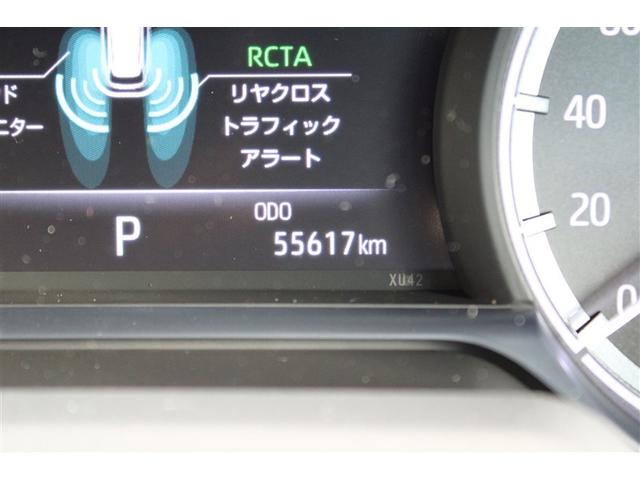 RCTA
リヤクロス
トラフィック
アラート
ド
ニター
P
ODO
55617km
XU42
40
20
0